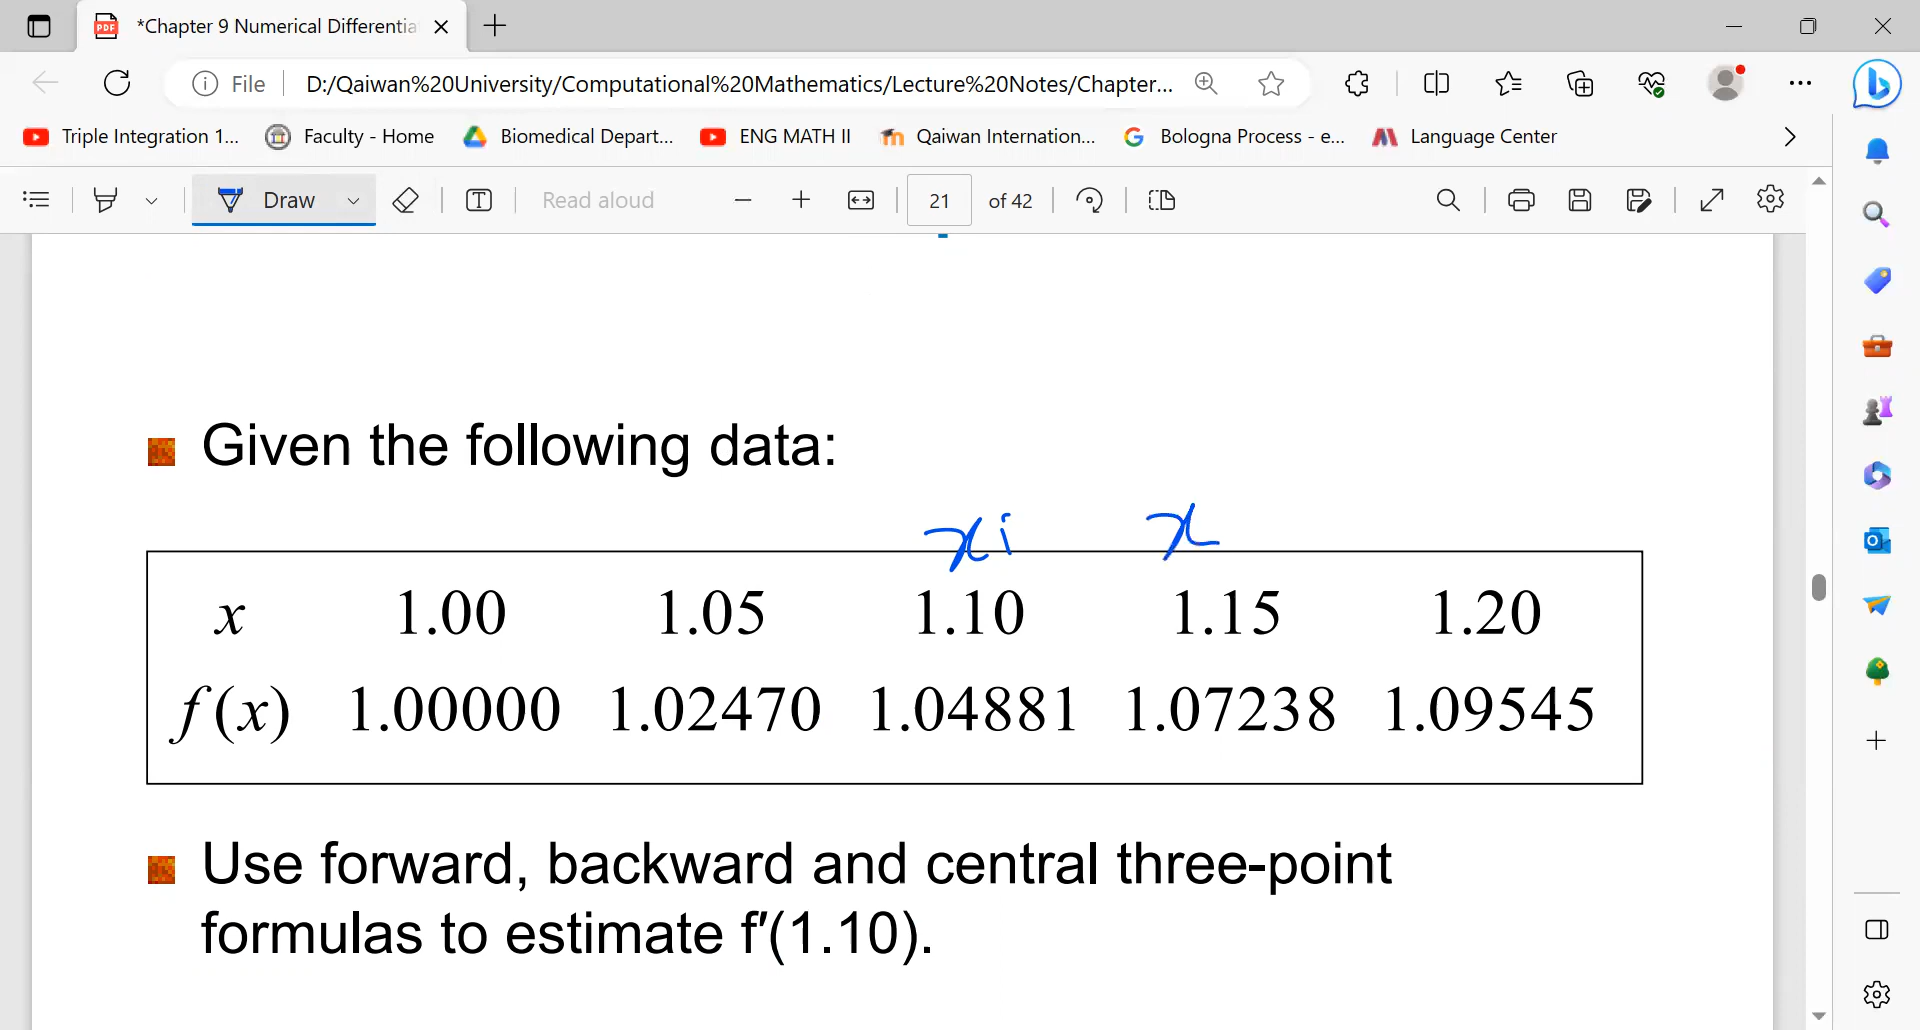 *Chapter 9 Numerical Differentia
File D:/Qaiwan%20University/Computational%20Mathematics/Lecture%20Notes/Chapter...
Triple Integration 1... Faculty - Home Biomedical Depart... ENG MATH II Qaiwan Internation... Bologna Process - e... Language Center
Draw Read aloud 21 of 42
Given the following data:
xi x
x 1.00 1.05 1.10 1.15 1.20
f(x) 1.00000 1.02470 1.04881 1.07238 1.09545
Use forward, backward and central three-point
formulas to estimate f′(1.10).